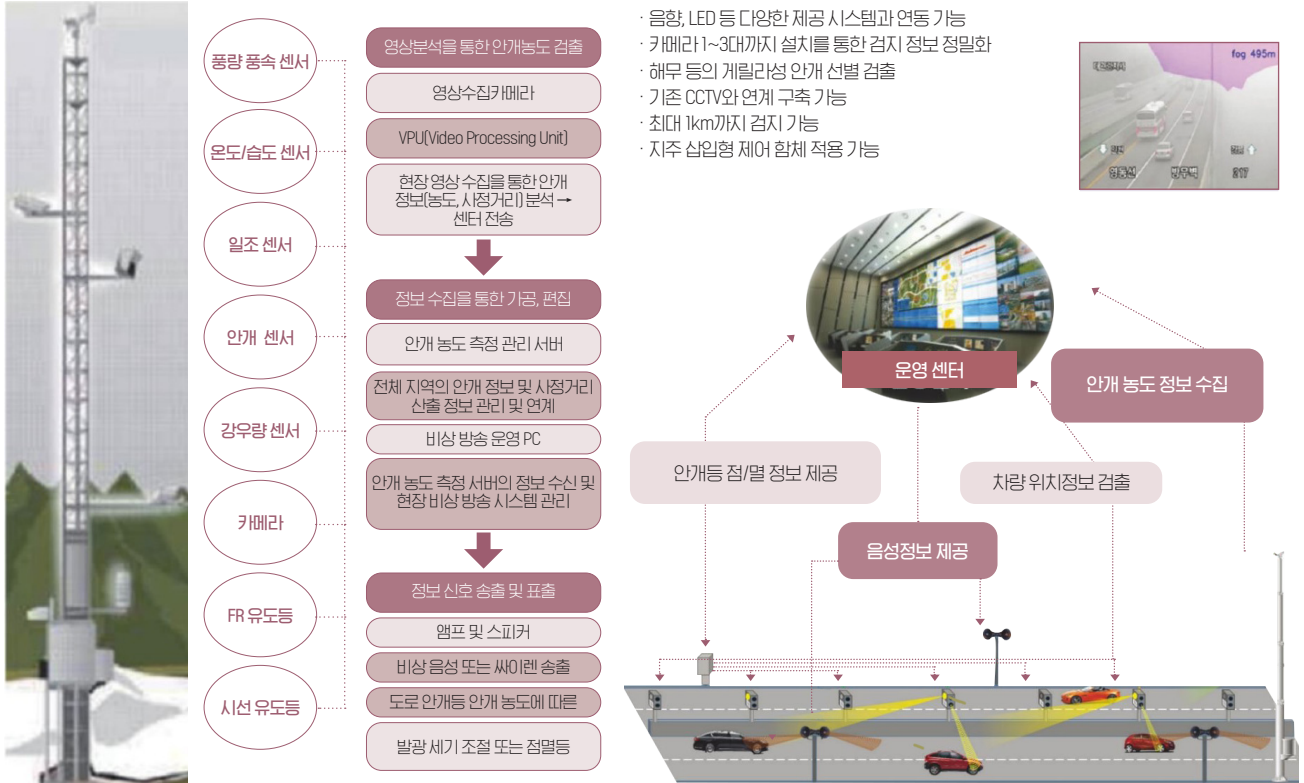 풍량 풍속 센서
온도/습도 센서
일조 센서
안개 센서
강우량 센서
카메라
FR 유도등
시선 유도등
영상분석을 통한 안개농도 검출
영상수집카메라
VPU(Video Processing Unit)
현장 영상 수집을 통한 안개
정보(농도, 사정거리) 분석 →
센터 전송
정보 수집을 통한 가공, 편집
안개 농도 측정 관리 서버
전체 지역의 안개 정보 및 사정거리
산출 정보 관리 및 연계
비상 방송 운영 PC
안개 농도 측정 서버의 정보 수신 및
현장 비상 방송 시스템 관리
정보 신호 송출 및 표출
앰프 및 스피커
비상 음성 또는 싸이렌 송출
도로 안개등 안개 농도에 따른
발광 세기 조절 또는 점멸등
· 음향, LED 등 다양한 제공 시스템과 연동 가능
· 카메라 1~3대까지 설치를 통한 검지 정보 정밀화
· 해무 등의 게릴라성 안개 선별 검출
· 기존 CCTV와 연계 구축 가능
· 최대 1km까지 검지 가능
· 지주 삽입형 제어 함체 적용 가능
fog 495m
영동선
217
운영 센터
안개 농도 정보 수집
안개등 점/멸 정보 제공
차량 위치정보 검출
음성정보 제공